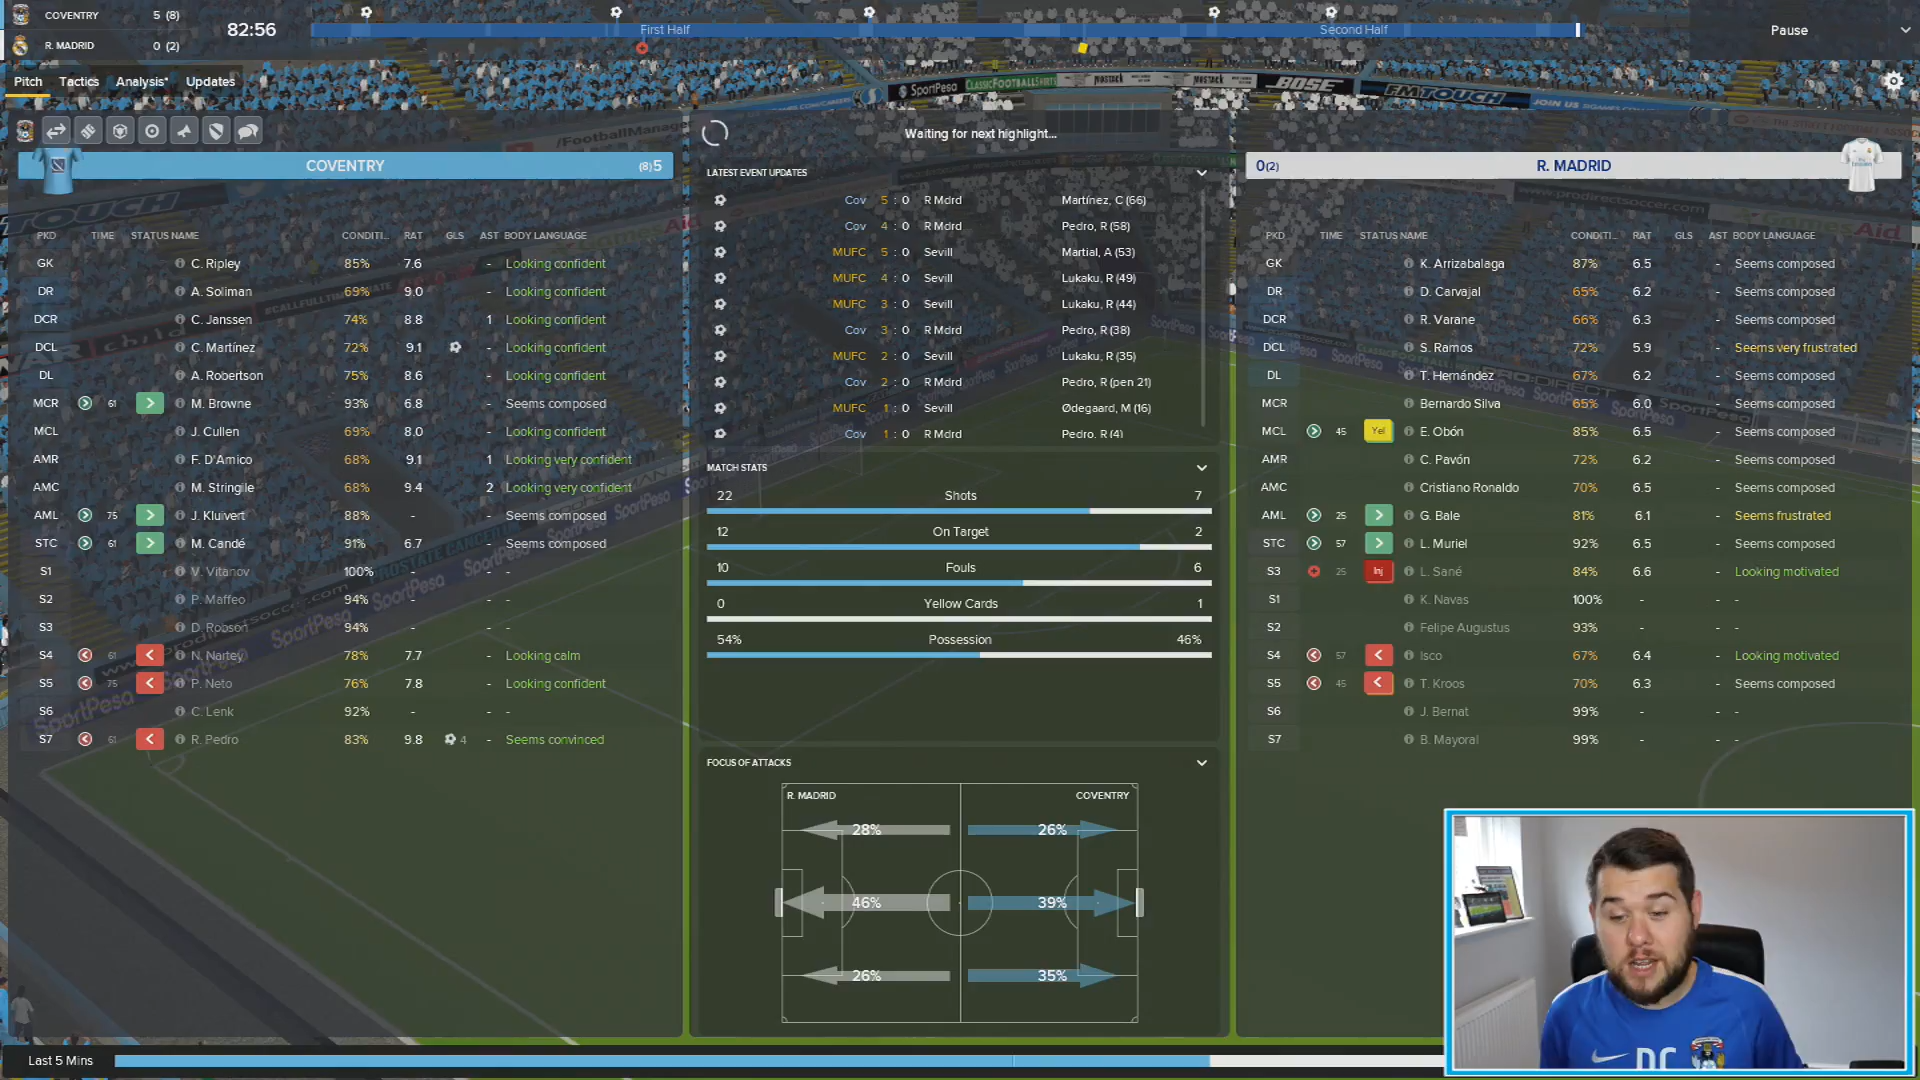 COVENTRY 5 (8)
R. MADRID 0 (2)
82:56
First Half
Second Half
Pause
Pitch Tactics Analysis* Updates
SportPesa CLASSICFOOTBALLSHIRTS MOSTACK MOSTACK BOSE FMTOUCH
COVENTRY (8)5
PKD TIME STATUS NAME CONDITI... RAT GLS AST BODY LANGUAGE
GK C. Ripley 85% 7.6 - Looking confident
DR A. Soliman 69% 9.0 - Looking confident
DCR C. Janssen 74% 8.8 1 Looking confident
DCL C. Martínez 72% 9.1 - Looking confident
DL A. Robertson 75% 8.6 - Looking confident
MCR 61 M. Browne 93% 6.8 - Seems composed
MCL J. Cullen 69% 8.0 - Looking confident
AMR F. D'Amico 68% 9.1 1 Looking very confident
AMC M. Stringile 68% 9.4 2 Looking very confident
AML 75 J. Kluivert 88% - - Seems composed
STC 61 M. Candé 91% 6.7 - Seems composed
S1 V. Vitanov 100% - - -
S2 P. Maffeo 94% - - -
S3 D. Robson 94% - - -
S4 61 N. Nartey 78% 7.7 - Looking calm
S5 75 P. Neto 76% 7.8 - Looking confident
S6 C. Lenk 92% - - -
S7 61 R. Pedro 83% 9.8 4 - Seems convinced
Waiting for next highlight...
LATEST EVENT UPDATES
Cov 5 : 0 R Mdrd Martínez, C (66)
Cov 4 : 0 R Mdrd Pedro, R (58)
MUFC 5 : 0 Sevill Martial, A (53)
MUFC 4 : 0 Sevill Lukaku, R (49)
MUFC 3 : 0 Sevill Lukaku, R (44)
Cov 3 : 0 R Mdrd Pedro, R (38)
MUFC 2 : 0 Sevill Lukaku, R (35)
Cov 2 : 0 R Mdrd Pedro, R (pen 21)
MUFC 1 : 0 Sevill Ødegaard, M (16)
Cov 1 : 0 R Mdrd Pedro, R (4)
MATCH STATS
22 Shots 7
12 On Target 2
10 Fouls 6
0 Yellow Cards 1
54% Possession 46%
FOCUS OF ATTACKS
R. MADRID COVENTRY
28% 26%
46% 39%
26% 35%
0(2) R. MADRID
PKD TIME STATUS NAME CONDITI... RAT GLS AST BODY LANGUAGE
GK K. Arrizabalaga 87% 6.5 - Seems composed
DR D. Carvajal 65% 6.2 - Seems composed
DCR R. Varane 66% 6.3 - Seems composed
DCL S. Ramos 72% 5.9 - Seems very frustrated
DL T. Hernández 67% 6.2 - Seems composed
MCR Bernardo Silva 65% 6.0 - Seems composed
MCL 45 Yel E. Obón 85% 6.5 - Seems composed
AMR C. Pavón 72% 6.2 - Seems composed
AMC Cristiano Ronaldo 70% 6.5 - Seems composed
AML 25 G. Bale 81% 6.1 - Seems frustrated
STC 57 L. Muriel 92% 6.5 - Seems composed
S3 25 Inj L. Sané 84% 6.6 - Looking motivated
S1 K. Navas 100% - - -
S2 Felipe Augustus 93% - - -
S4 57 Isco 67% 6.4 - Looking motivated
S5 45 T. Kroos 70% 6.3 - Seems composed
S6 J. Bernat 99% - - -
S7 B. Mayoral 99% - - -
Last 5 Mins
DC